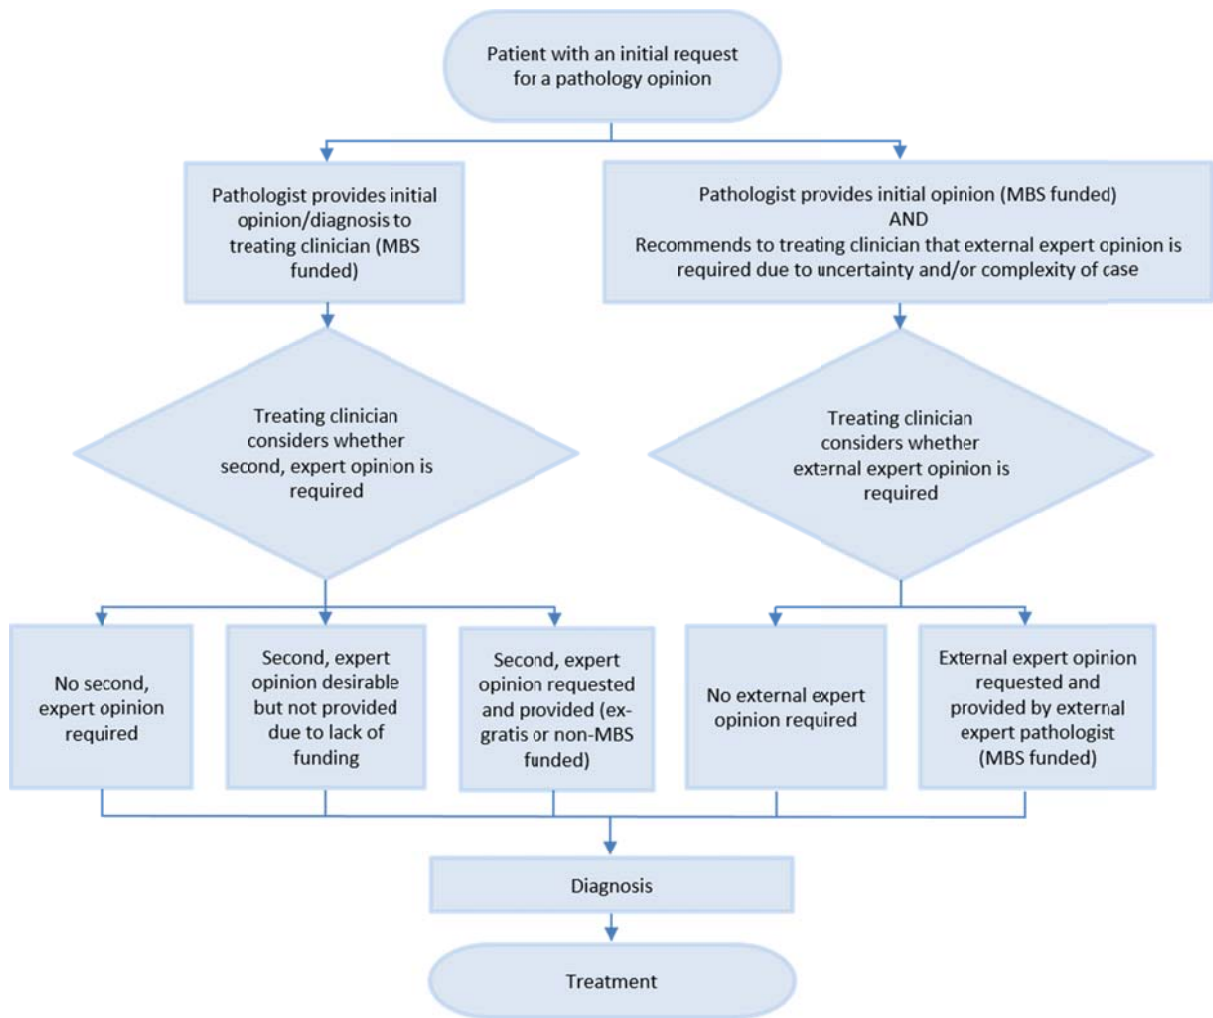 Patient with an initial request
for a pathology opinion
Pathologist provides initial
opinion/diagnosis to
treating clinician (MBS
funded)
Pathologist provides initial opinion (MBS funded)
AND
Recommends to treating clinician that external expert opinion is
required due to uncertainty and/or complexity of case
Treating clinician
considers whether
second, expert opinion is
required
Treating clinician
considers whether
external expert opinion is
required
No second,
expert opinion
required
Second, expert
opinion desirable
but not provided
due to lack of
funding
Second, expert
opinion requested
and provided (ex-
gratis or non-MBS
funded)
No external expert
opinion required
External expert opinion
requested and
provided by external
expert pathologist
(MBS funded)
Diagnosis
Treatment